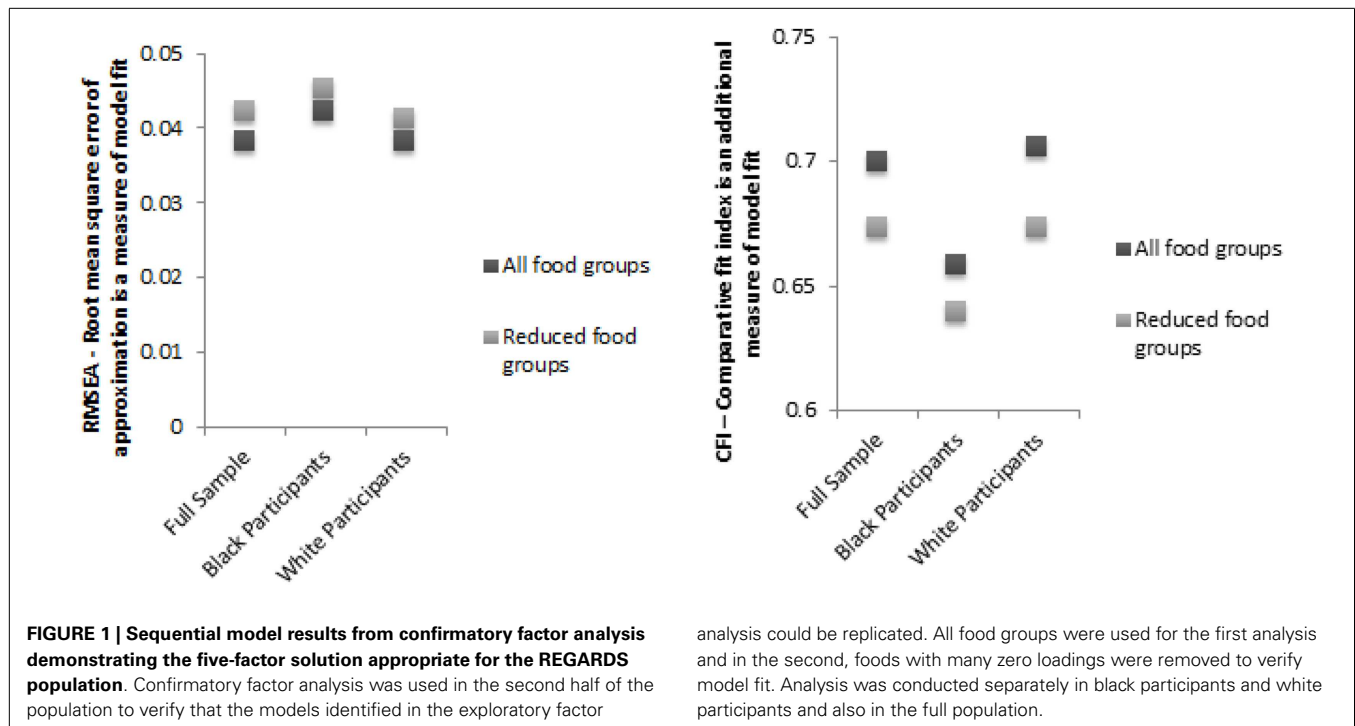 RMSEA - Root mean square error of
approximation is a measure of model fit
0.05
0.04
0.03
0.02
0.01
0
Full Sample
Black Participants
White Participants
All food groups
Reduced food
groups
CFI – Comparative fit index is an additional
measure of model fit
0.75
0.7
0.65
0.6
Full Sample
Black Participants
White Participants
All food groups
Reduced food
groups
FIGURE 1 | Sequential model results from confirmatory factor analysis
demonstrating the five-factor solution appropriate for the REGARDS
population. Confirmatory factor analysis was used in the second half of the
population to verify that the models identified in the exploratory factor
analysis could be replicated. All food groups were used for the first analysis
and in the second, foods with many zero loadings were removed to verify
model fit. Analysis was conducted separately in black participants and white
participants and also in the full population.